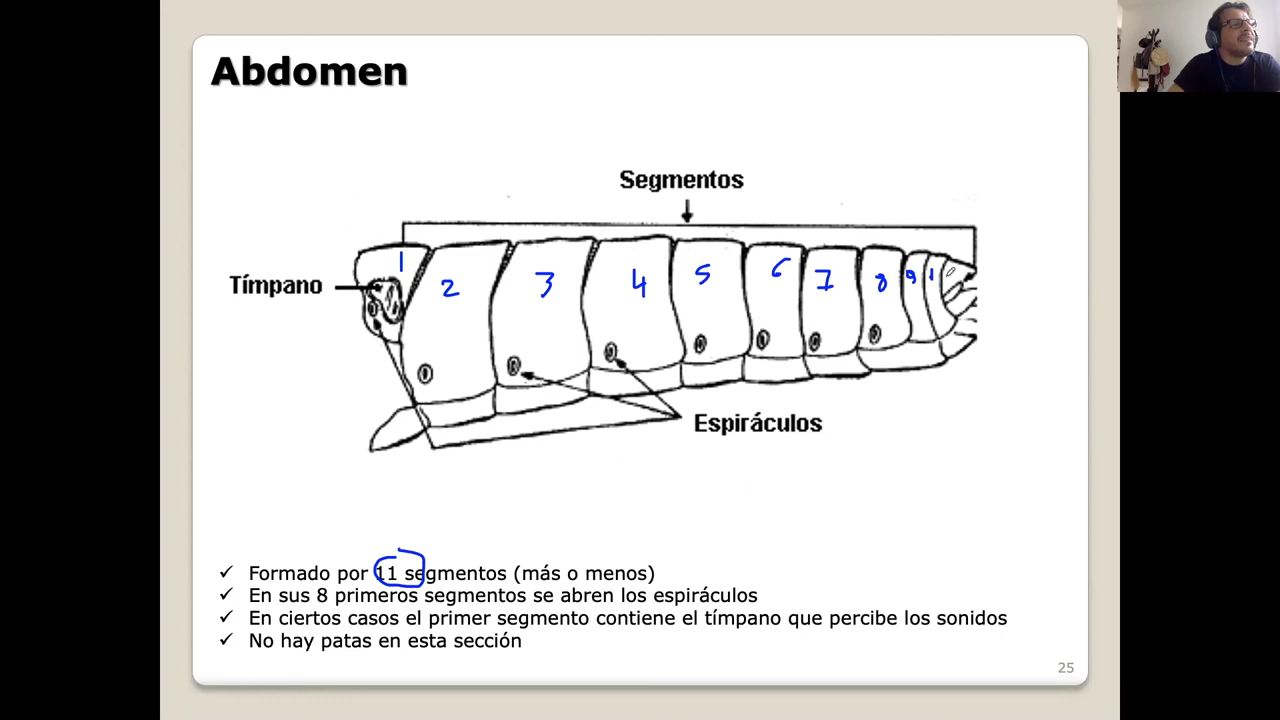 Abdomen
Segmentos
Tímpano
1 2 3 4 5 6 7 8 9 10
Espiráculos
✓ Formado por 11 segmentos (más o menos)
✓ En sus 8 primeros segmentos se abren los espiráculos
✓ En ciertos casos el primer segmento contiene el tímpano que percibe los sonidos
✓ No hay patas en esta sección
25